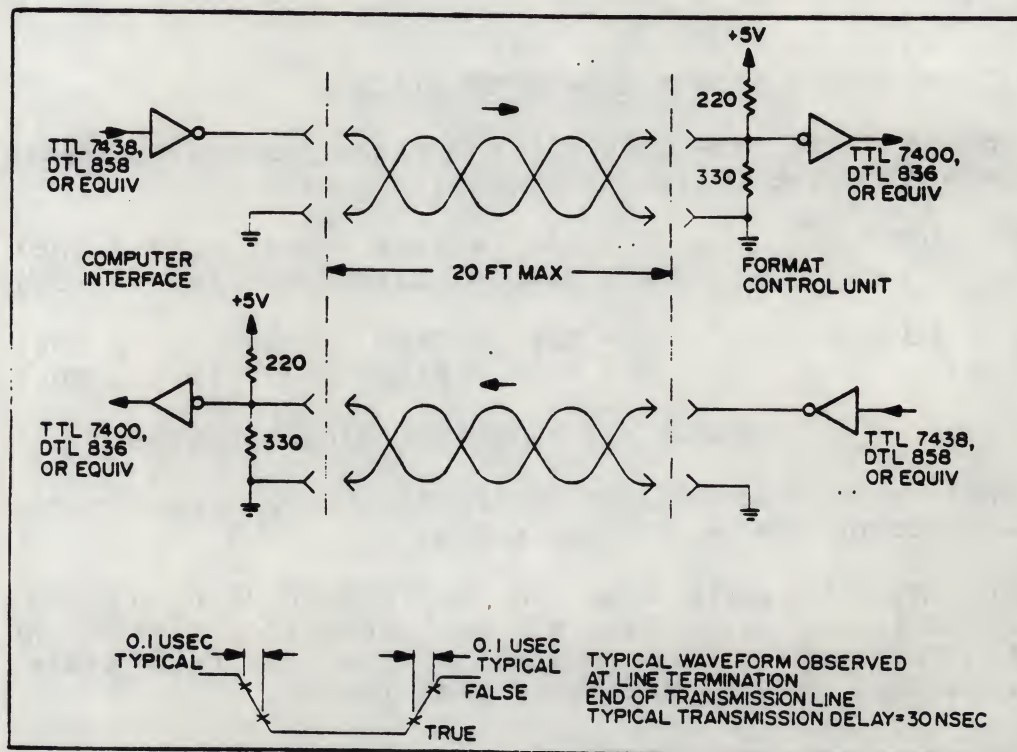 +5V
220
330
TTL 7438,
DTL 858
OR EQUIV
TTL 7400,
DTL 836
OR EQUIV
COMPUTER
INTERFACE
20 FT MAX
FORMAT
CONTROL UNIT
+5V
220
330
TTL 7400,
DTL 836
OR EQUIV
TTL 7438,
DTL 858
OR EQUIV
0.1 USEC
TYPICAL
0.1 USEC
TYPICAL
FALSE
TRUE
TYPICAL WAVEFORM OBSERVED
AT LINE TERMINATION
END OF TRANSMISSION LINE
TYPICAL TRANSMISSION DELAY=30NSEC